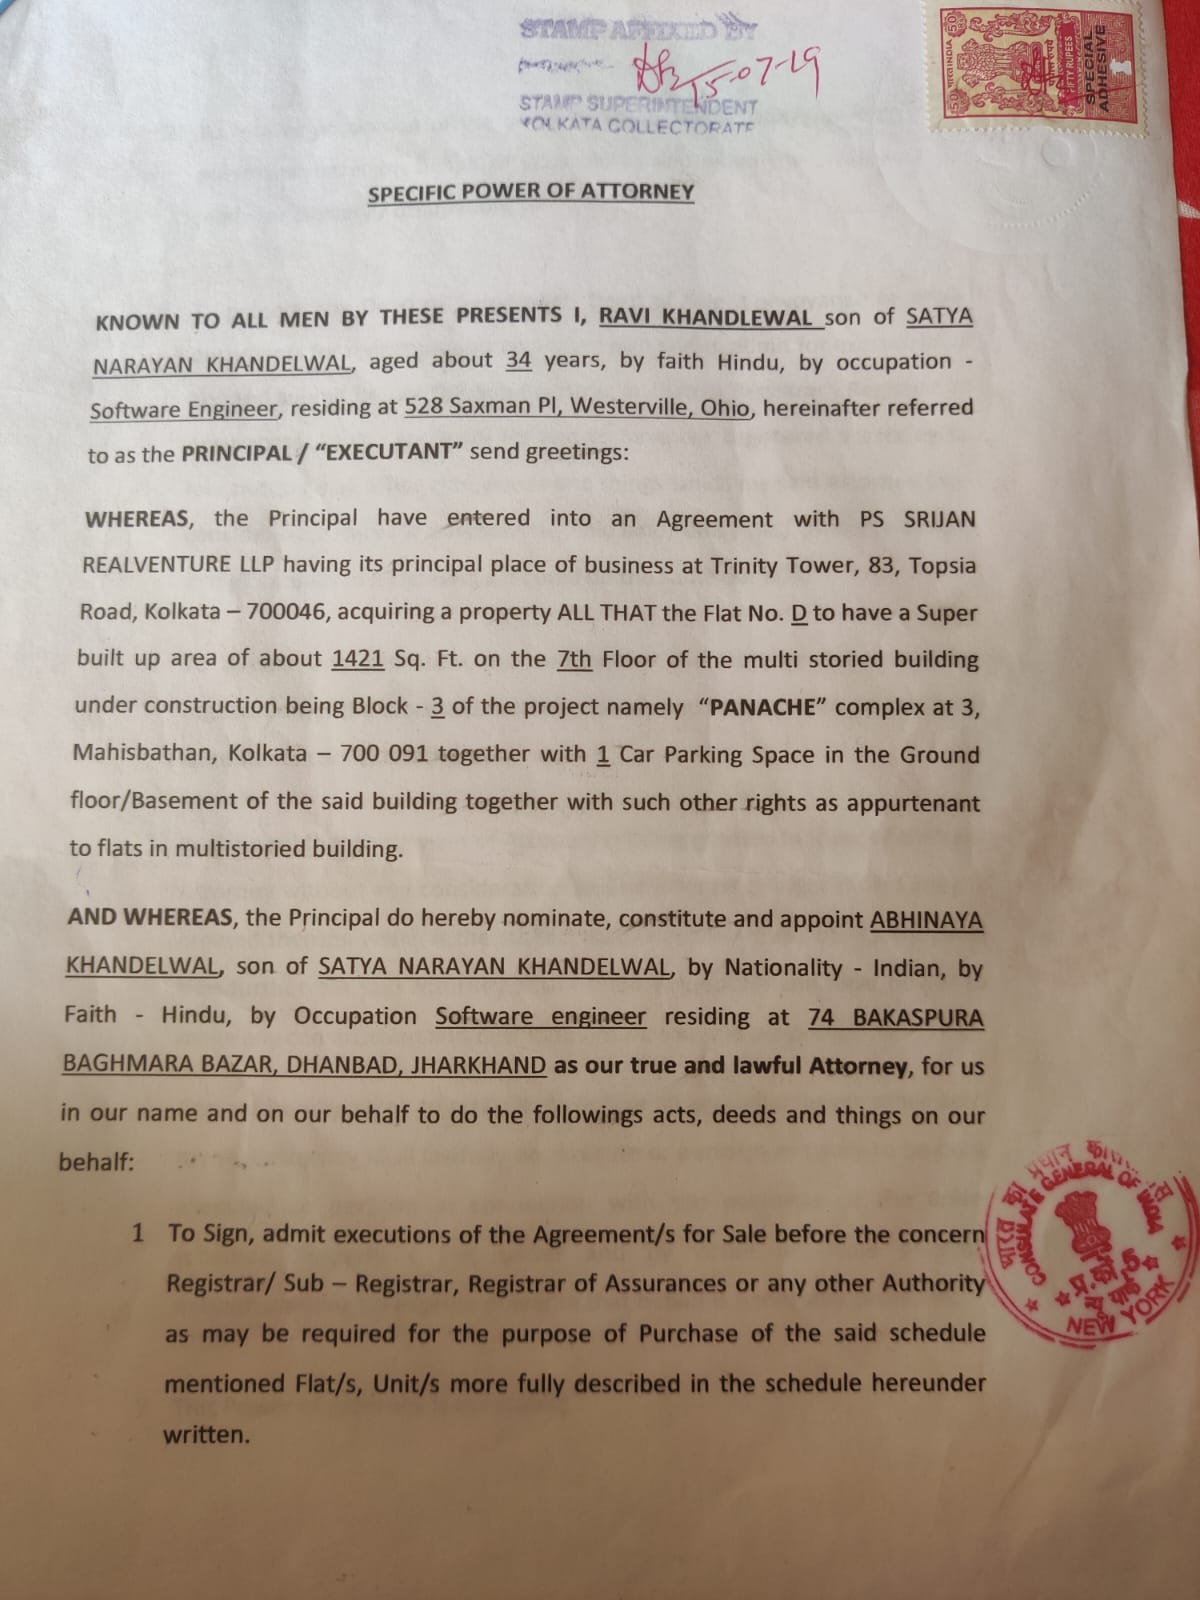 STAMP AFFIXED BY
15-07-19
STAMP SUPERINTENDENT
KOLKATA COLLECTORATE
भारत INDIA
50
RS.
FIFTY RUPEES
SPECIAL
ADHESIVE
SPECIFIC POWER OF ATTORNEY
KNOWN TO ALL MEN BY THESE PRESENTS I, RAVI KHANDLEWAL son of SATYA
NARAYAN KHANDELWAL, aged about 34 years, by faith Hindu, by occupation -
Software Engineer, residing at 528 Saxman Pl, Westerville, Ohio, hereinafter referred
to as the PRINCIPAL / “EXECUTANT” send greetings:
WHEREAS, the Principal have entered into an Agreement with PS SRIJAN
REALVENTURE LLP having its principal place of business at Trinity Tower, 83, Topsia
Road, Kolkata – 700046, acquiring a property ALL THAT the Flat No. D to have a Super
built up area of about 1421 Sq. Ft. on the 7th Floor of the multi storied building
under construction being Block - 3 of the project namely “PANACHE” complex at 3,
Mahisbathan, Kolkata – 700 091 together with 1 Car Parking Space in the Ground
floor/Basement of the said building together with such other rights as appurtenant
to flats in multistoried building.
AND WHEREAS, the Principal do hereby nominate, constitute and appoint ABHINAYA
KHANDELWAL, son of SATYA NARAYAN KHANDELWAL, by Nationality - Indian, by
Faith - Hindu, by Occupation Software engineer residing at 74 BAKASPURA
BAGHMARA BAZAR, DHANBAD, JHARKHAND as our true and lawful Attorney, for us
in our name and on our behalf to do the followings acts, deeds and things on our
behalf:
1 To Sign, admit executions of the Agreement/s for Sale before the concern
Registrar/ Sub – Registrar, Registrar of Assurances or any other Authority
as may be required for the purpose of Purchase of the said schedule
mentioned Flat/s, Unit/s more fully described in the schedule hereunder
written.
भारत का प्रधान
CONSULATE GENERAL OF INDIA
NEW YORK